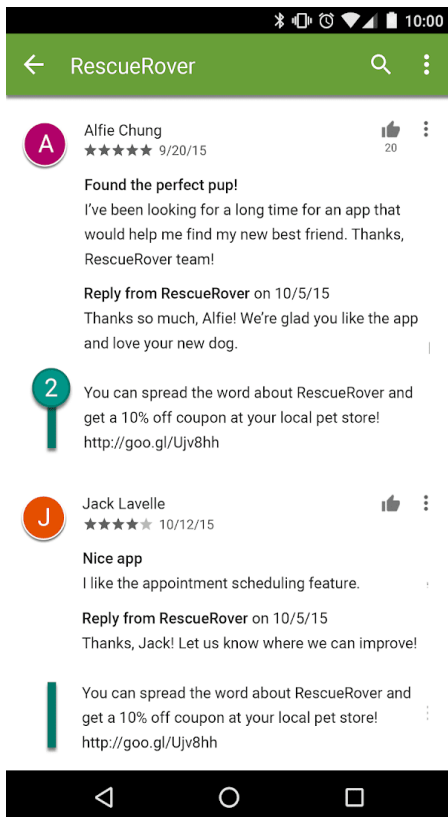 10:00
RescueRover
A
Alfie Chung
★★★★★ 9/20/15
20
Found the perfect pup!
I've been looking for a long time for an app that
would help me find my new best friend. Thanks,
RescueRover team!
Reply from RescueRover on 10/5/15
Thanks so much, Alfie! We're glad you like the app
and love your new dog.
2
You can spread the word about RescueRover and
get a 10% off coupon at your local pet store!
http://goo.gl/Ujv8hh
J
Jack Lavelle
★★★★★ 10/12/15
Nice app
I like the appointment scheduling feature.
Reply from RescueRover on 10/5/15
Thanks, Jack! Let us know where we can improve!
You can spread the word about RescueRover and
get a 10% off coupon at your local pet store!
http://goo.gl/Ujv8hh